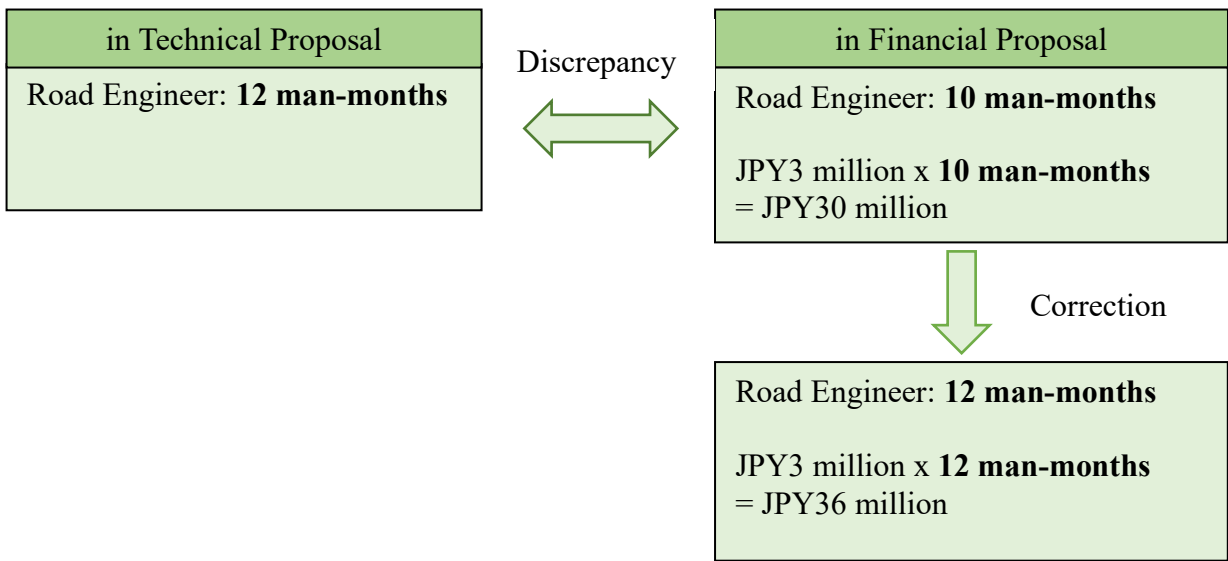 in Technical Proposal
Road Engineer: 12 man-months
Discrepancy
in Financial Proposal
Road Engineer: 10 man-months
JPY3 million x 10 man-months
= JPY30 million
Correction
Road Engineer: 12 man-months
JPY3 million x 12 man-months
= JPY36 million